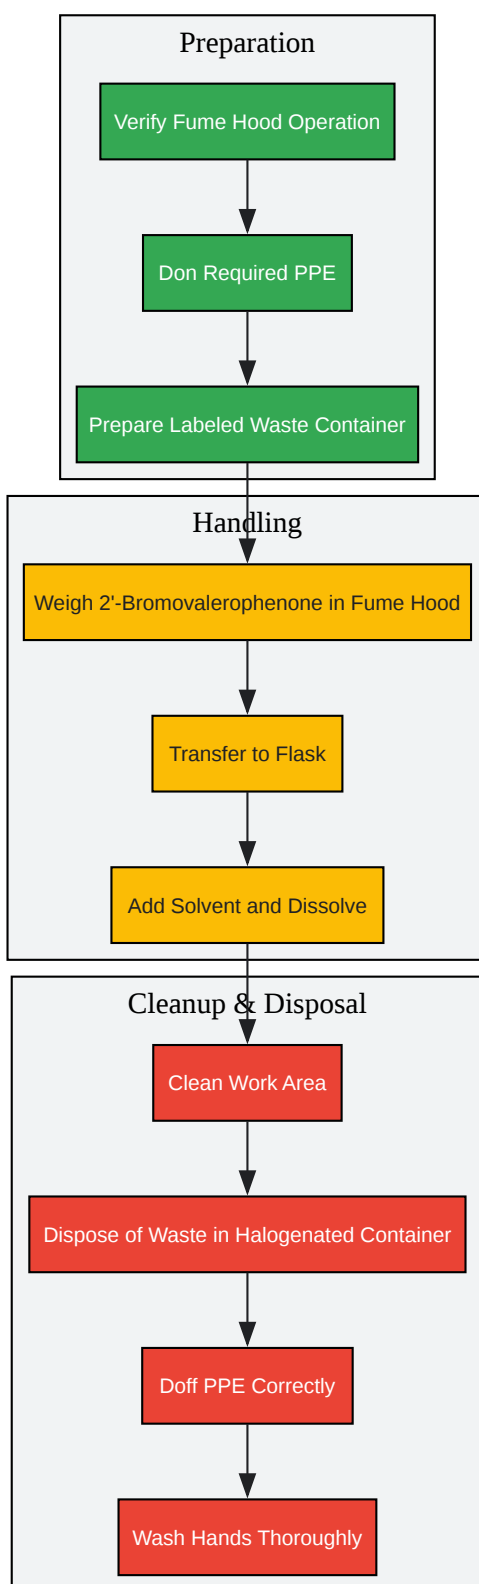 Preparation
Verify Fume Hood Operation
Don Required PPE
Prepare Labeled Waste Container
Handling
Weigh 2'-Bromovalerophenone in Fume Hood
Transfer to Flask
Add Solvent and Dissolve
Cleanup & Disposal
Clean Work Area
Dispose of Waste in Halogenated Container
Doff PPE Correctly
Wash Hands Thoroughly